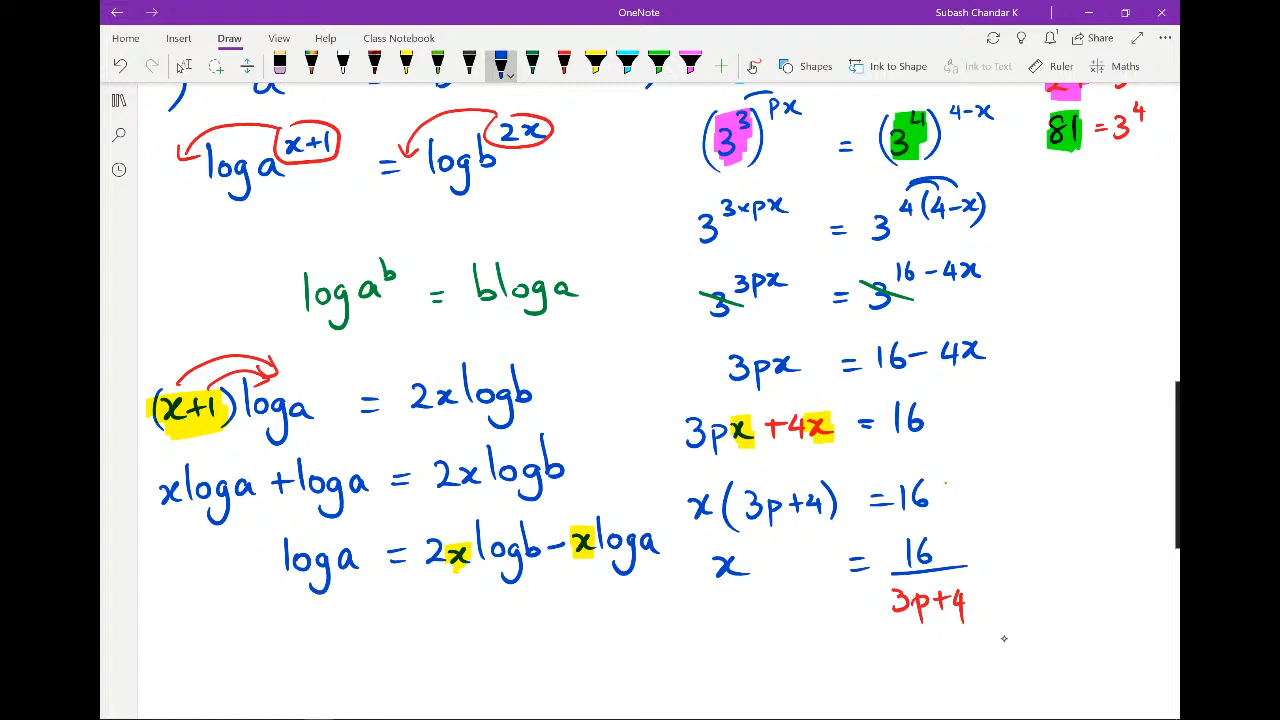 OneNote
Subash Chandar K
Home Insert Draw View Help Class Notebook
Share
Shapes Ink to Shape Ink to Text Ruler Maths
log a^(x+1) = log b^(2x)
log a^b = b log a
(x+1) log a = 2x log b
x log a + log a = 2x log b
log a = 2x log b - x log a
(3^3)^(px) = (3^4)^(4-x)
3^(3×px) = 3^(4(4-x))
3^(3px) = 3^(16-4x)
3px = 16 - 4x
3px + 4x = 16
x(3p+4) = 16
x = 16/(3p+4)
81 = 3^4